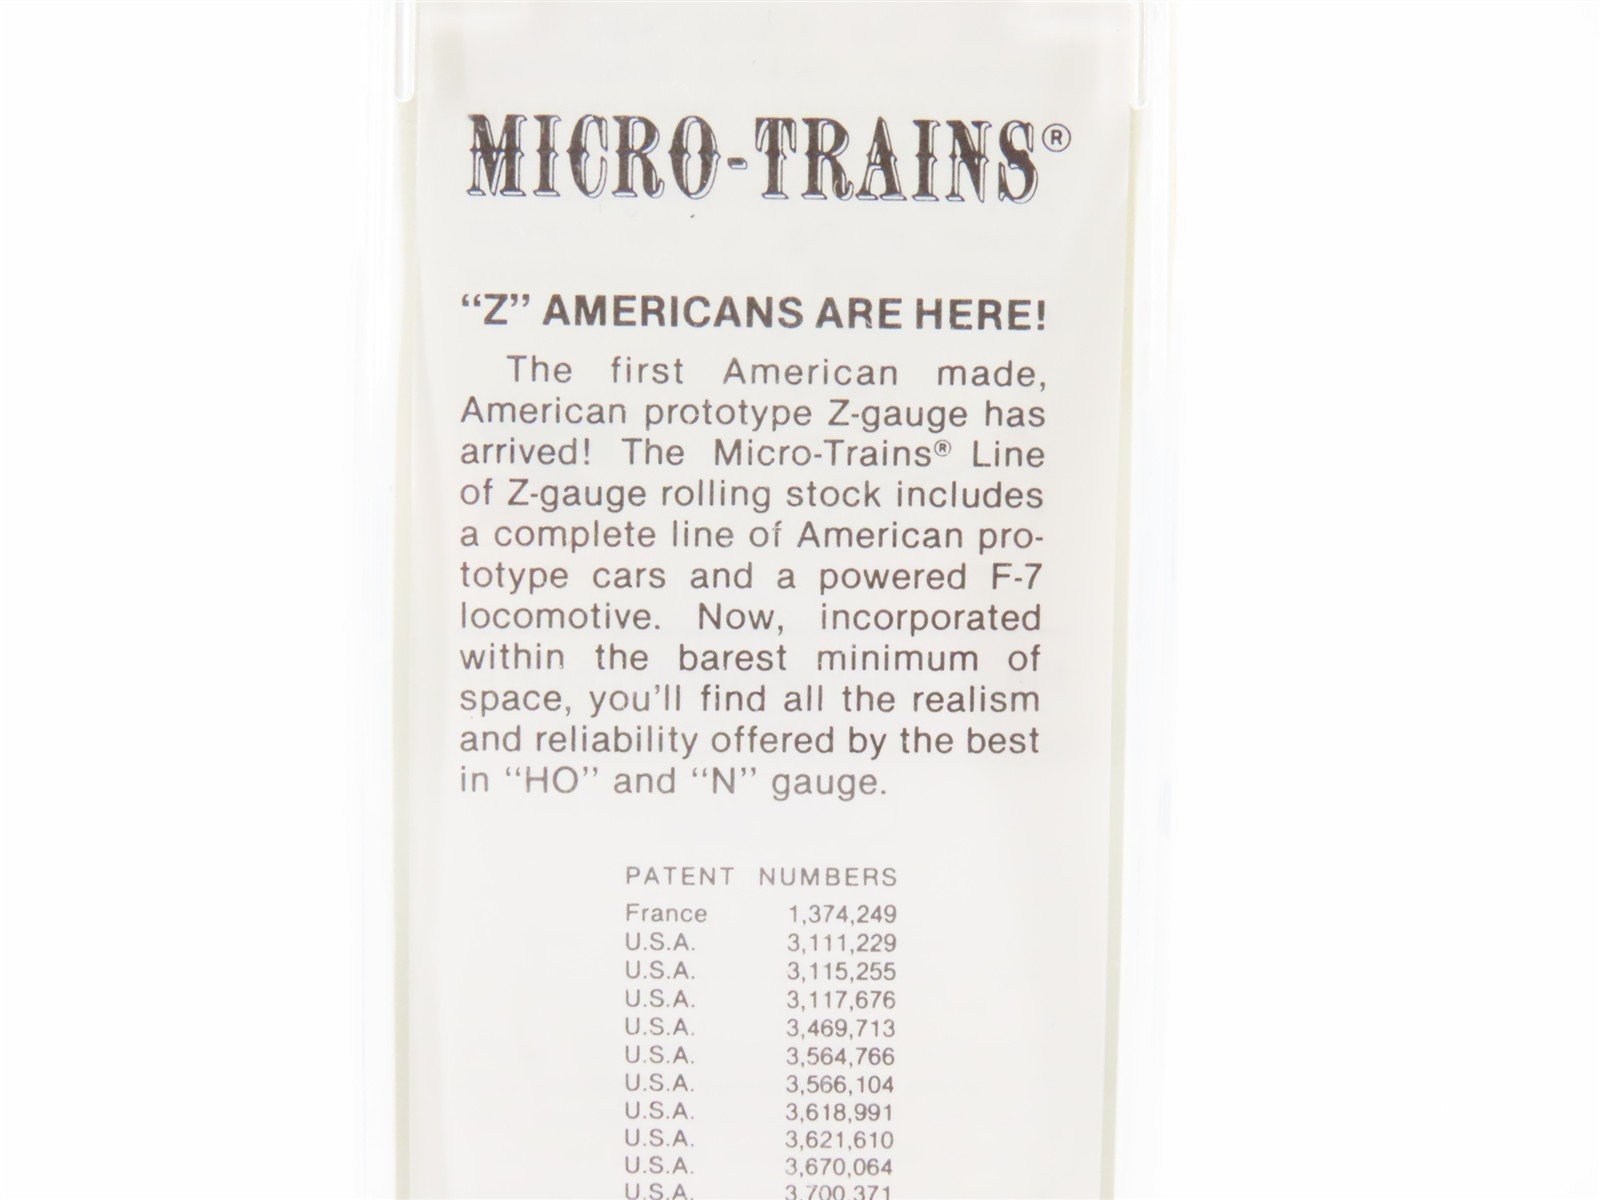 MICRO-TRAINS®
“Z” AMERICANS ARE HERE!
The first American made,
American prototype Z-gauge has
arrived! The Micro-Trains® Line
of Z-gauge rolling stock includes
a complete line of American pro-
totype cars and a powered F-7
locomotive. Now, incorporated
within the barest minimum of
space, you’ll find all the realism
and reliability offered by the best
in “HO” and “N” gauge.
PATENT NUMBERS
France 1,374,249
U.S.A. 3,111,229
U.S.A. 3,115,255
U.S.A. 3,117,676
U.S.A. 3,469,713
U.S.A. 3,564,766
U.S.A. 3,566,104
U.S.A. 3,618,991
U.S.A. 3,621,610
U.S.A. 3,670,064
U.S.A. 3,700,371